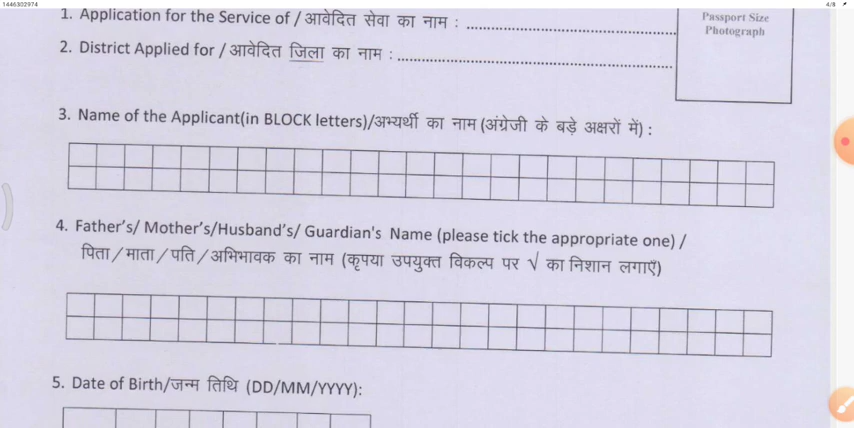 1446302974
4/8
1. Application for the Service of / आवेदित सेवा का नाम : ........................................
Passport Size
Photograph
2. District Applied for / आवेदित जिला का नाम : ........................................
3. Name of the Applicant(in BLOCK letters)/अभ्यर्थी का नाम (अंग्रेजी के बड़े अक्षरों में) :
4. Father's/ Mother's/Husband's/ Guardian's Name (please tick the appropriate one) /
पिता/माता/पति/अभिभावक का नाम (कृपया उपयुक्त विकल्प पर √ का निशान लगाएँ)
5. Date of Birth/जन्म तिथि (DD/MM/YYYY):